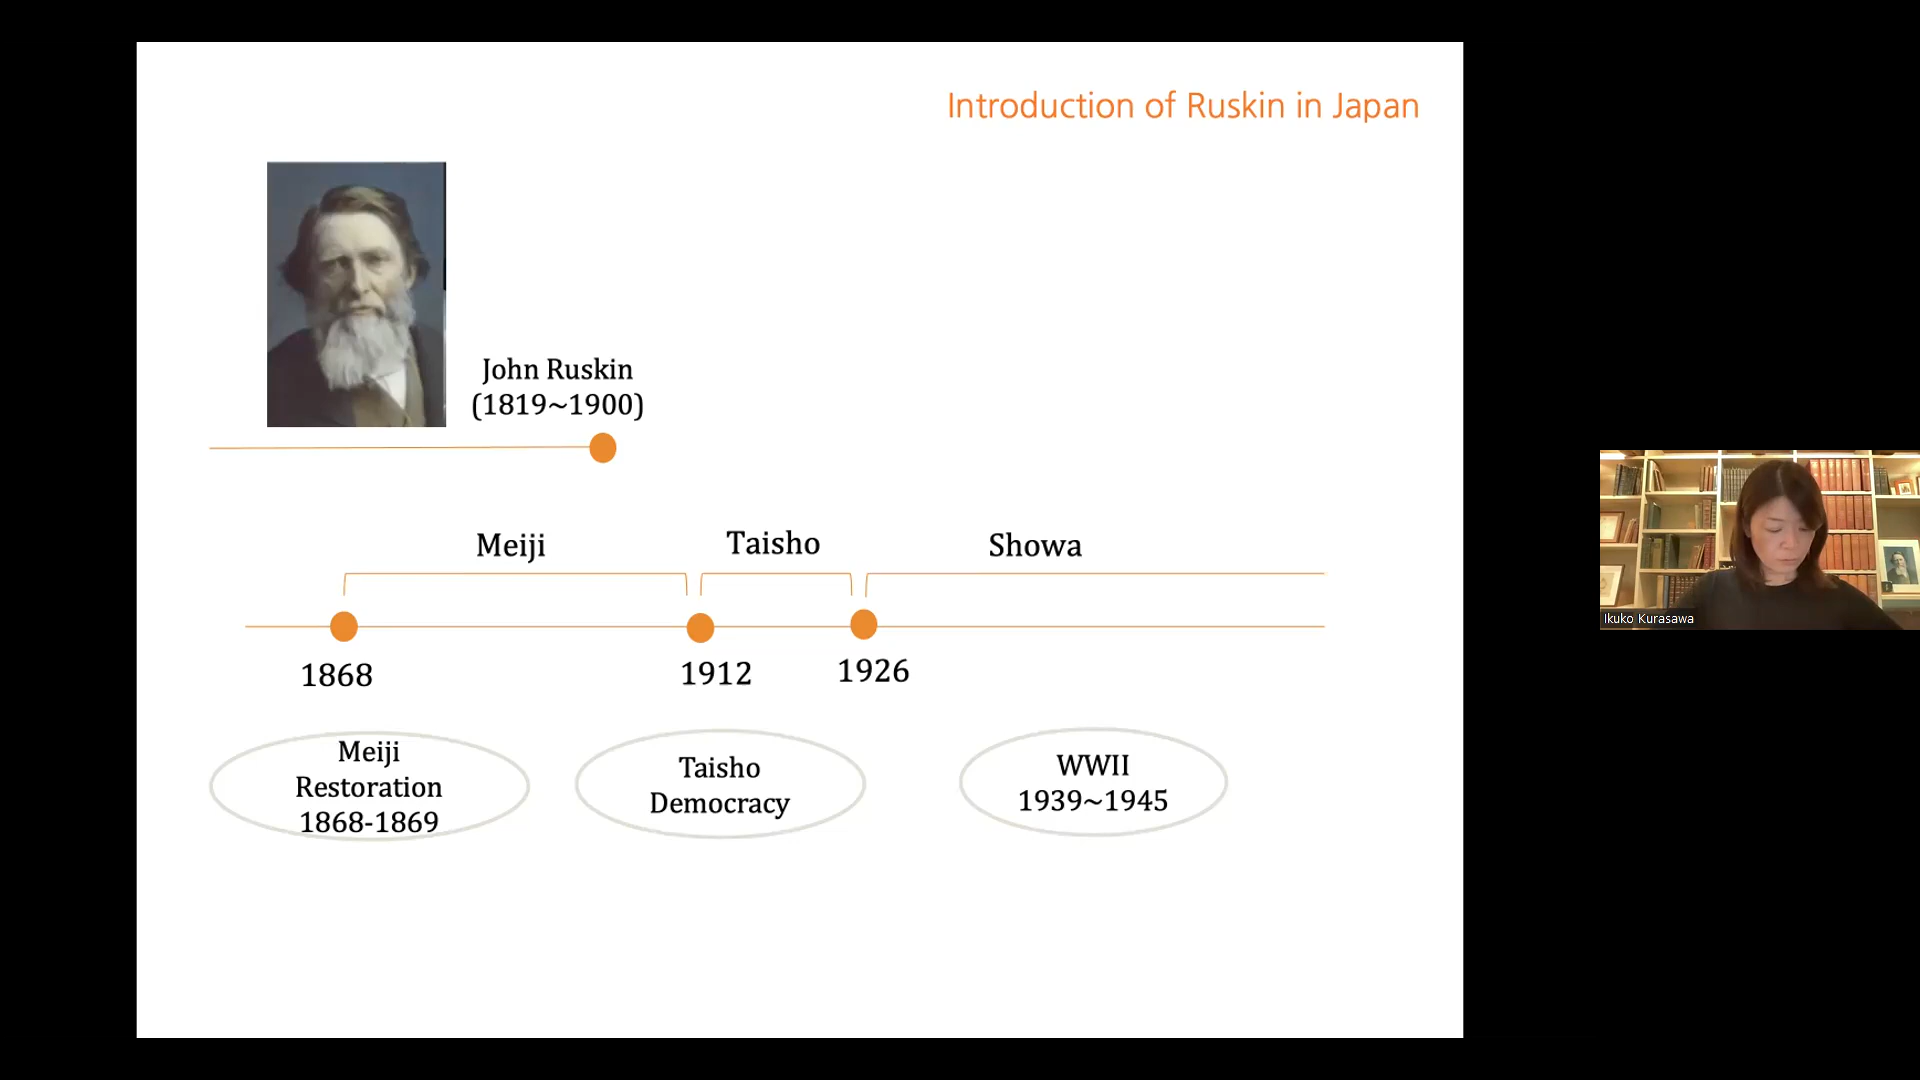 Introduction of Ruskin in Japan
John Ruskin
(1819~1900)
Meiji
Taisho
Showa
1868
1912
1926
Meiji
Restoration
1868-1869
Taisho
Democracy
WWII
1939~1945
Ikuko Kurasawa